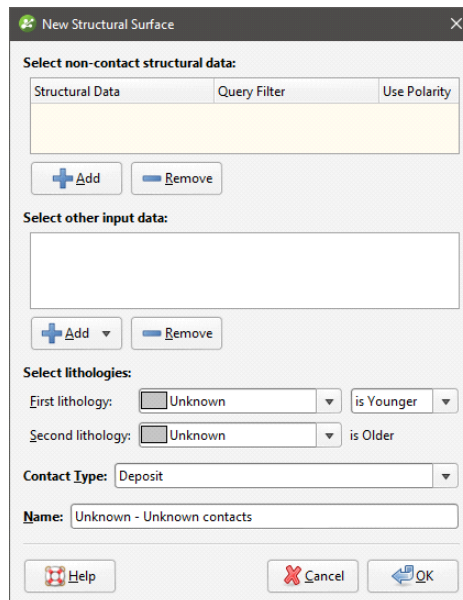 New Structural Surface
Select non-contact structural data:
Structural Data Query Filter Use Polarity
Add Remove
Select other input data:
Add Remove
Select lithologies:
First lithology: Unknown is Younger
Second lithology: Unknown is Older
Contact Type: Deposit
Name: Unknown - Unknown contacts
Help Cancel OK